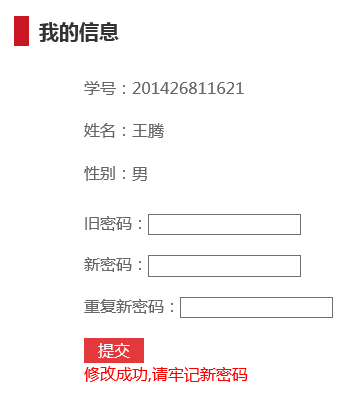 我的信息
学号：201426811621
姓名：王腾
性别：男
旧密码：
新密码：
重复新密码：
提交
修改成功,请牢记新密码